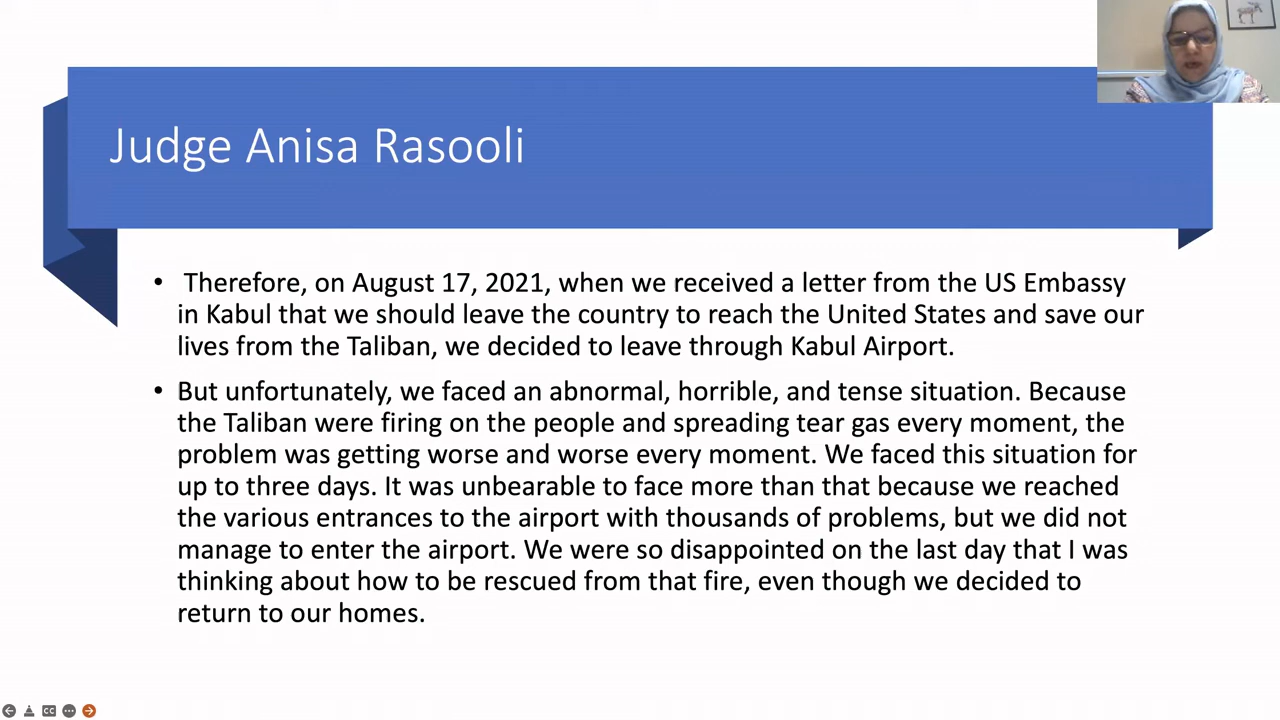 Judge Anisa Rasooli
• Therefore, on August 17, 2021, when we received a letter from the US Embassy
in Kabul that we should leave the country to reach the United States and save our
lives from the Taliban, we decided to leave through Kabul Airport.
• But unfortunately, we faced an abnormal, horrible, and tense situation. Because
the Taliban were firing on the people and spreading tear gas every moment, the
problem was getting worse and worse every moment. We faced this situation for
up to three days. It was unbearable to face more than that because we reached
the various entrances to the airport with thousands of problems, but we did not
manage to enter the airport. We were so disappointed on the last day that I was
thinking about how to be rescued from that fire, even though we decided to
return to our homes.
CC